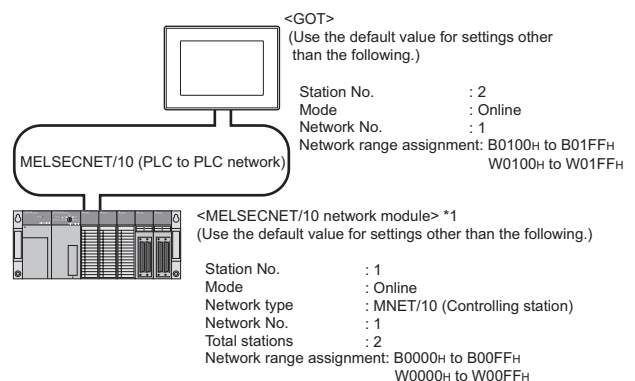 <GOT>
(Use the default value for settings other
than the following.)
Station No. : 2
Mode : Online
Network No. : 1
Network range assignment: B0100H to B01FFH
W0100H to W01FFH
MELSECNET/10 (PLC to PLC network)
<MELSECNET/10 network module> *1
(Use the default value for settings other than the following.)
Station No. : 1
Mode : Online
Network type : MNET/10 (Controlling station)
Network No. : 1
Total stations : 2
Network range assignment: B0000H to B00FFH
W0000H to W00FFH